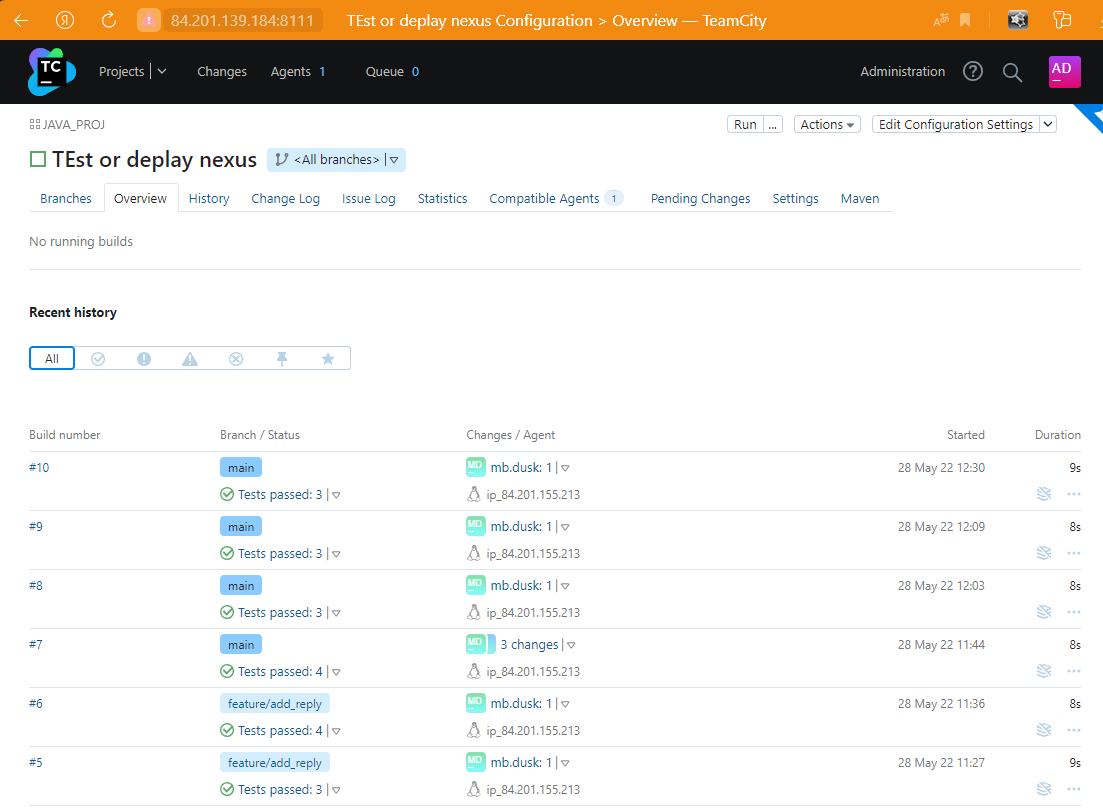 84.201.139.184:8111 TEst or deplay nexus Configuration > Overview — TeamCity
TC Projects Changes Agents 1 Queue 0 Administration AD
JAVA_PROJ Run ... Actions Edit Configuration Settings
TEst or deplay nexus <All branches>
Branches Overview History Change Log Issue Log Statistics Compatible Agents 1 Pending Changes Settings Maven
No running builds
Recent history
All
Build number Branch / Status Changes / Agent Started Duration
#10 main MD mb.dusk: 1 28 May 22 12:30 9s
Tests passed: 3 ip_84.201.155.213
#9 main MD mb.dusk: 1 28 May 22 12:09 8s
Tests passed: 3 ip_84.201.155.213
#8 main MD mb.dusk: 1 28 May 22 12:03 8s
Tests passed: 3 ip_84.201.155.213
#7 main MD 3 changes 28 May 22 11:44 8s
Tests passed: 4 ip_84.201.155.213
#6 feature/add_reply MD mb.dusk: 1 28 May 22 11:36 8s
Tests passed: 4 ip_84.201.155.213
#5 feature/add_reply MD mb.dusk: 1 28 May 22 11:27 9s
Tests passed: 3 ip_84.201.155.213